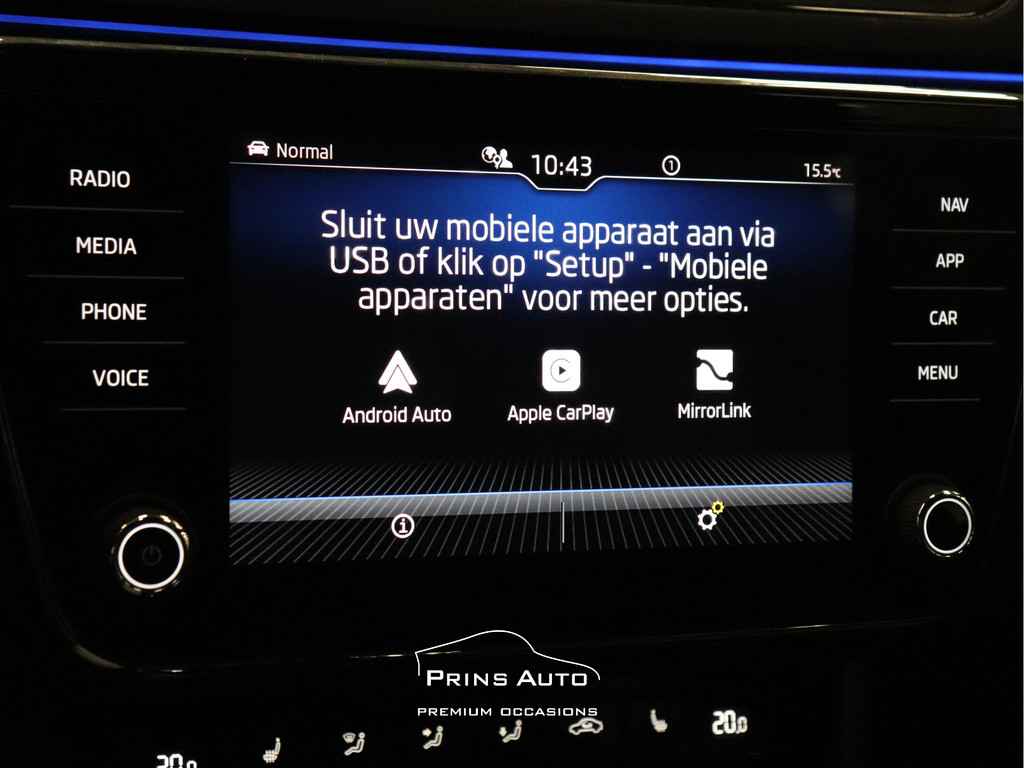 Normal
10:43
1
15.5°C
RADIO
MEDIA
PHONE
VOICE
NAV
APP
CAR
MENU
Sluit uw mobiele apparaat aan via
USB of klik op "Setup" - "Mobiele
apparaten" voor meer opties.
Android Auto
Apple CarPlay
MirrorLink
i
PRINS AUTO
PREMIUM OCCASIONS
20.0